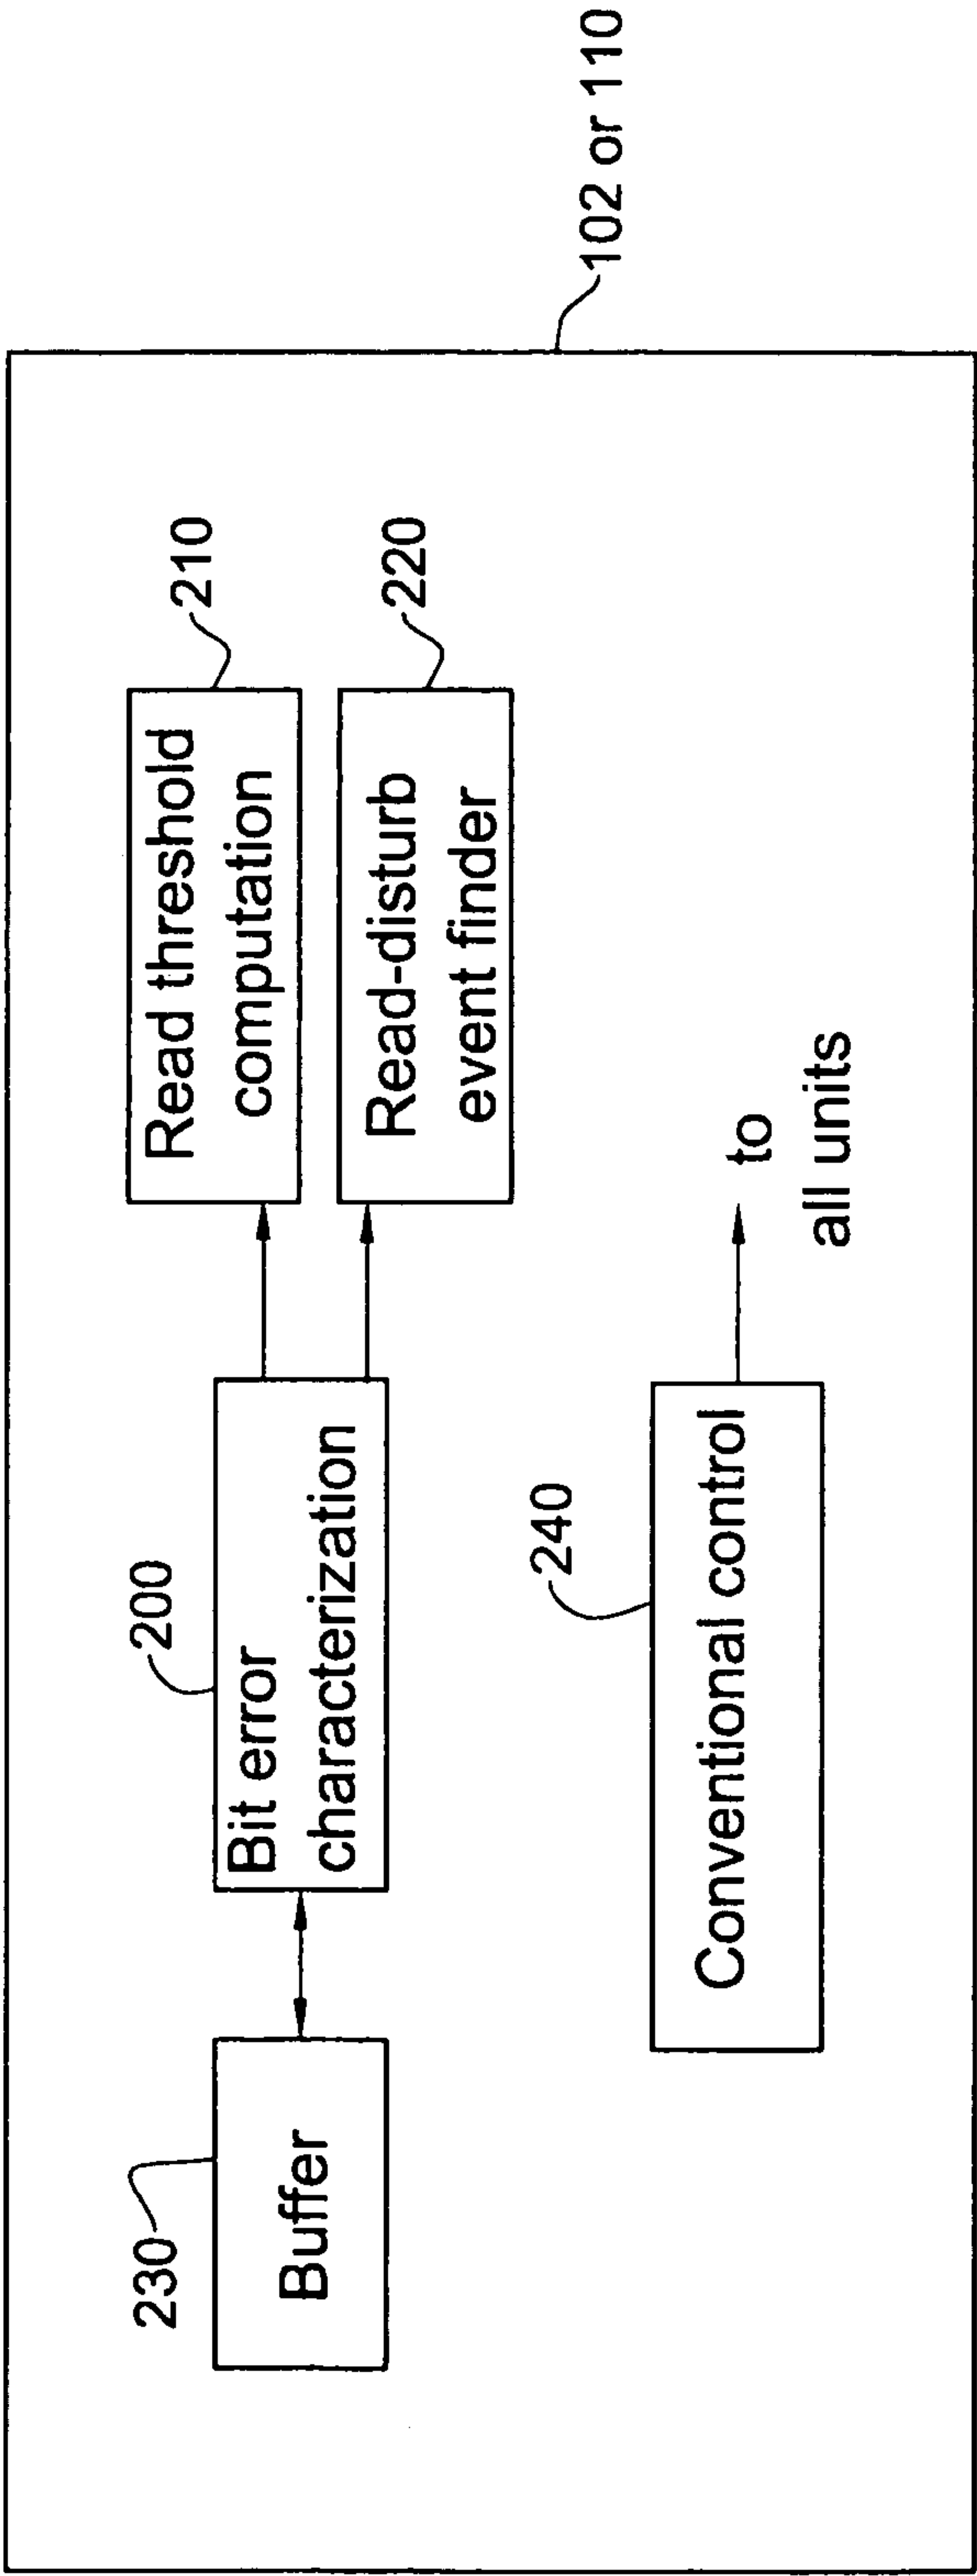 230
Buffer
200
Bit error
characterization
210
Read threshold
computation
220
Read-disturb
event finder
240
Conventional control
to
all units
102 or 110